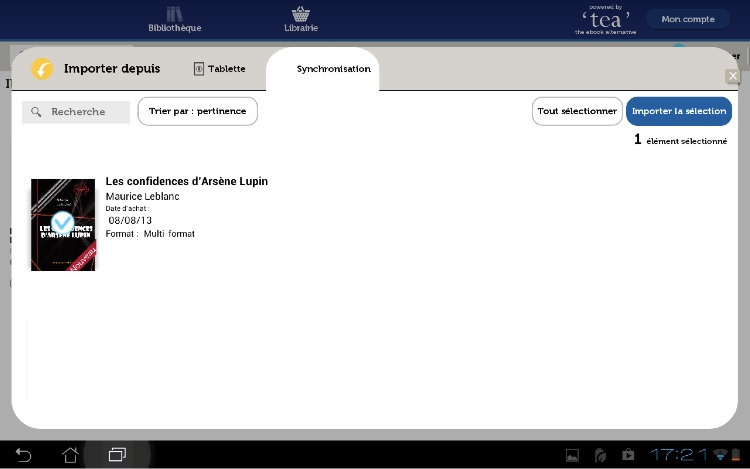 powered by
'tea'
the ebook alternative
Bibliothèque
Librairie
Mon compte
Importer depuis
Tablette
Synchronisation
Recherche
Trier par : pertinence
Tout sélectionner
Importer la sélection
1 élément sélectionné
Les confidences d'Arsène Lupin
Maurice Leblanc
Date d'achat :
08/08/13
Format : Multi-format
LES CONFIDENCES
D'ARSÈNE LUPIN
Nouveau
17:21